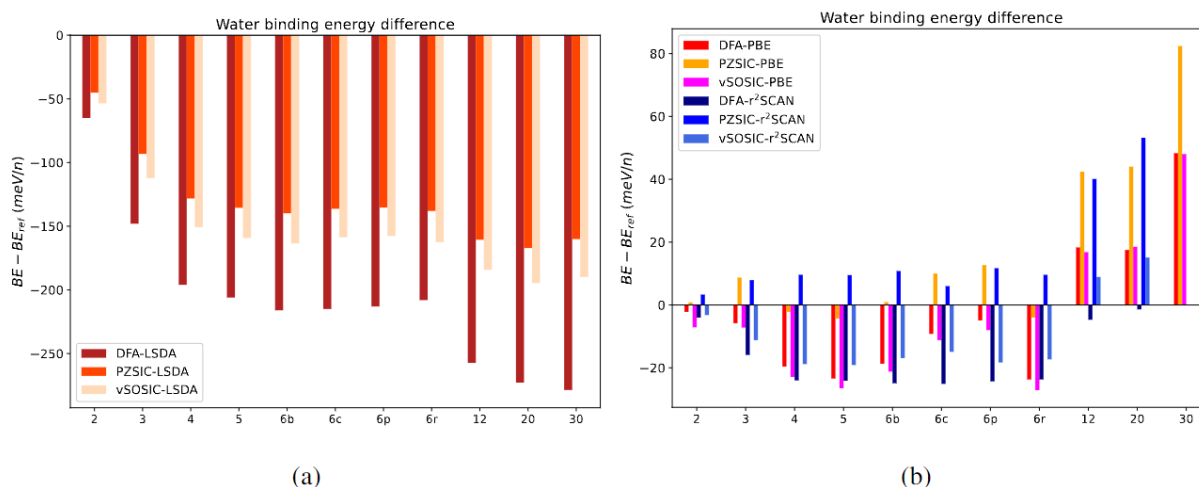 Water binding energy difference
BE − BE_ref (meV/n)
0
−50
−100
−150
−200
−250
DFA-LSDA
PZSIC-LSDA
vSOSIC-LSDA
2 3 4 5 6b 6c 6p 6r 12 20 30
(a)
Water binding energy difference
BE − BE_ref (meV/n)
80
60
40
20
0
−20
DFA-PBE
PZSIC-PBE
vSOSIC-PBE
DFA-r²SCAN
PZSIC-r²SCAN
vSOSIC-r²SCAN
2 3 4 5 6b 6c 6p 6r 12 20 30
(b)